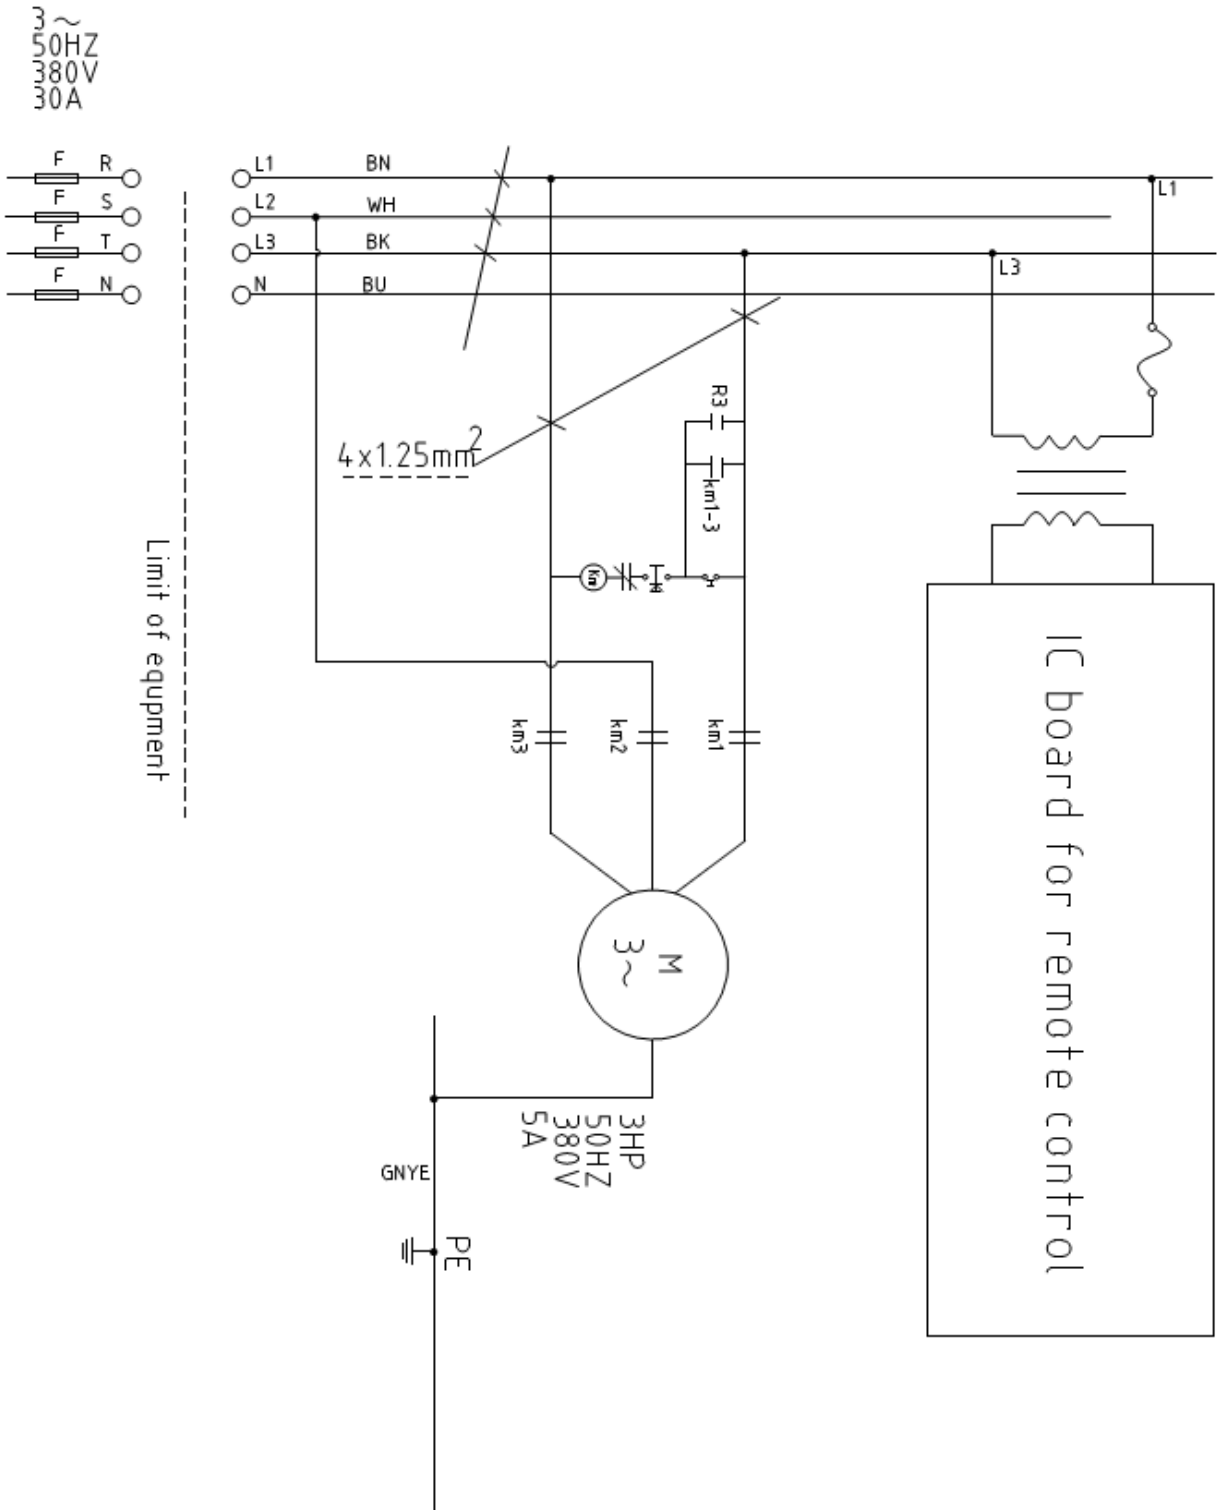 3~
50HZ
380V
30A
F R L1 BN
F S L2 WH
F T L3 BK
F N N BU
L1
L3
R3
km1-3
4x1.25mm2
Km
Limit of equpment
km3
km2
km1
M
3~
3HP
50HZ
380V
5A
GNYE
PE
IC board for remote control